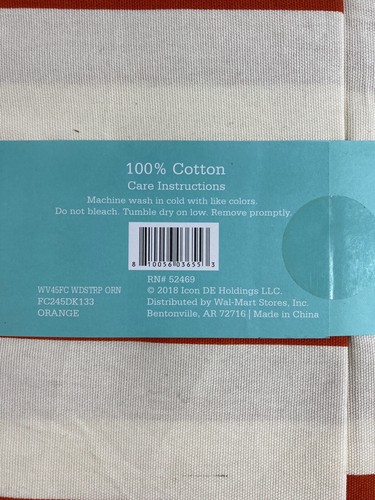 100% Cotton
Care Instructions
Machine wash in cold with like colors.
Do not bleach. Tumble dry on low. Remove promptly.
8 10056 03655 3
RN# 52469
WV45FC WDSTRP ORN © 2018 Icon DE Holdings LLC.
FC245DK133 Distributed by Wal-Mart Stores, Inc.
ORANGE Bentonville, AR 72716 | Made in China